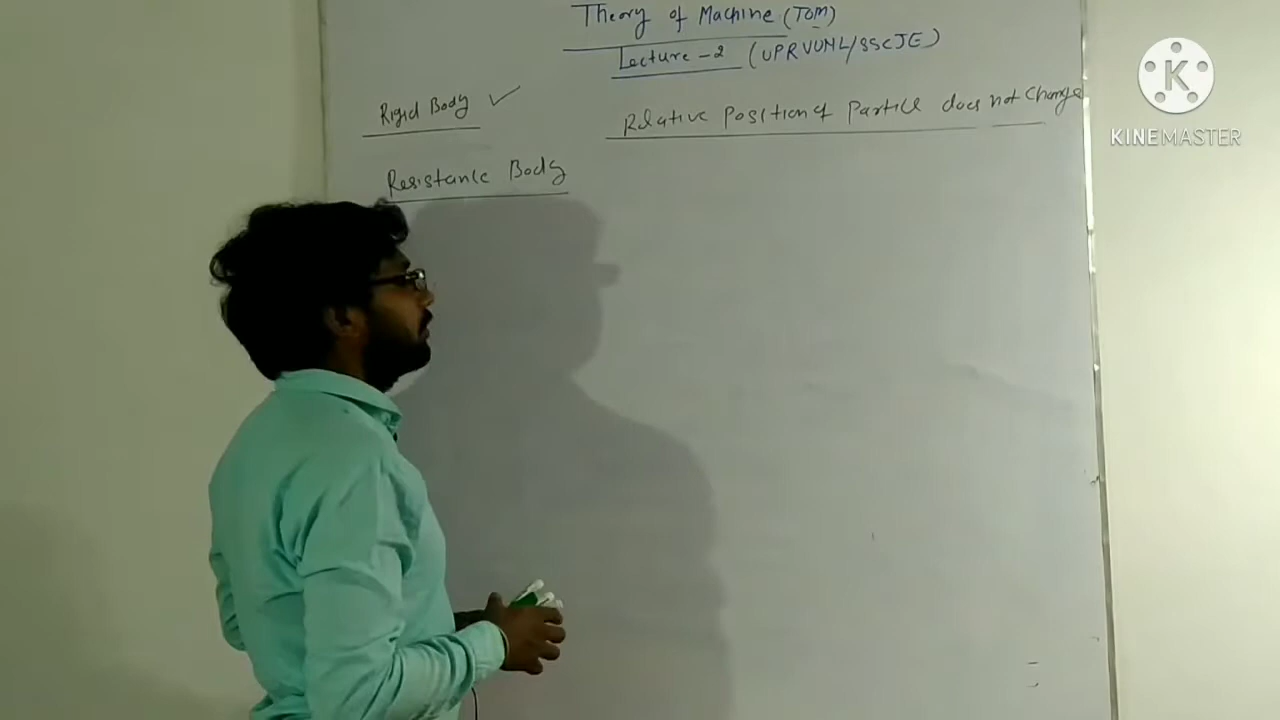 Theory of Machine (TOM)
Lecture - 2 (UPRVUNL/SSCJE)
Rigid Body ✓
Relative Position of Particle does not Change
Resistance Body
K
KINEMASTER